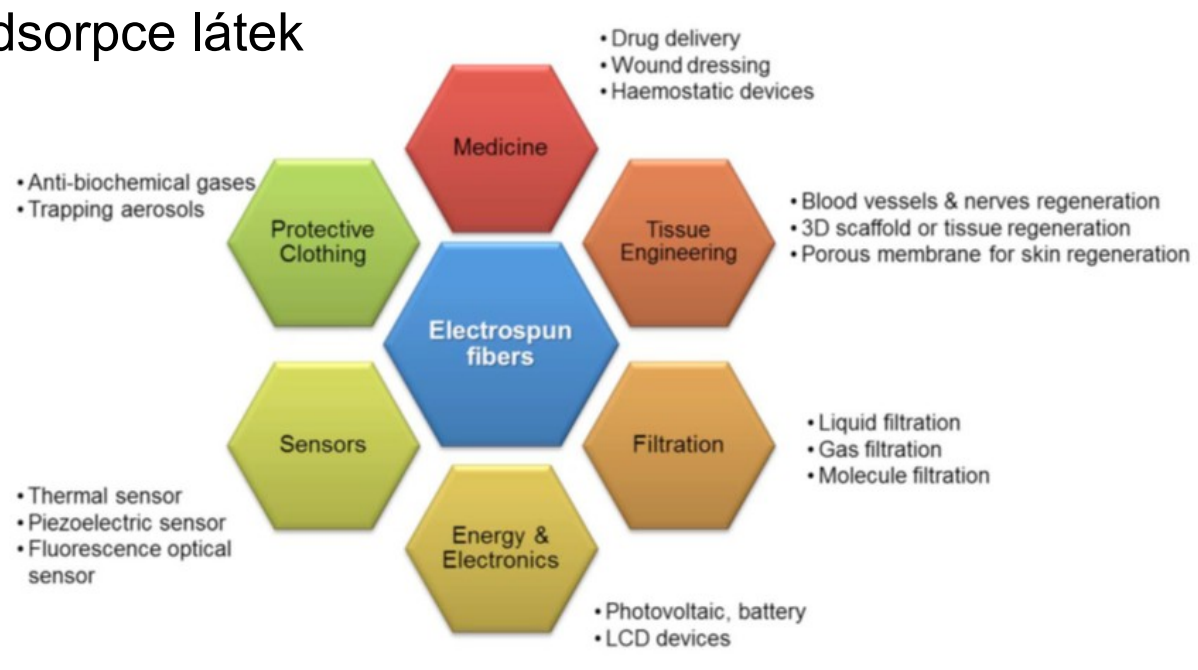 dsorpce látek
• Drug delivery
• Wound dressing
• Haemostatic devices
Medicine
• Anti-biochemical gases
• Trapping aerosols
Protective
Clothing
Tissue
Engineering
• Blood vessels & nerves regeneration
• 3D scaffold or tissue regeneration
• Porous membrane for skin regeneration
Electrospun
fibers
Sensors
• Thermal sensor
• Piezoelectric sensor
• Fluorescence optical
sensor
Filtration
• Liquid filtration
• Gas filtration
• Molecule filtration
Energy &
Electronics
• Photovoltaic, battery
• LCD devices